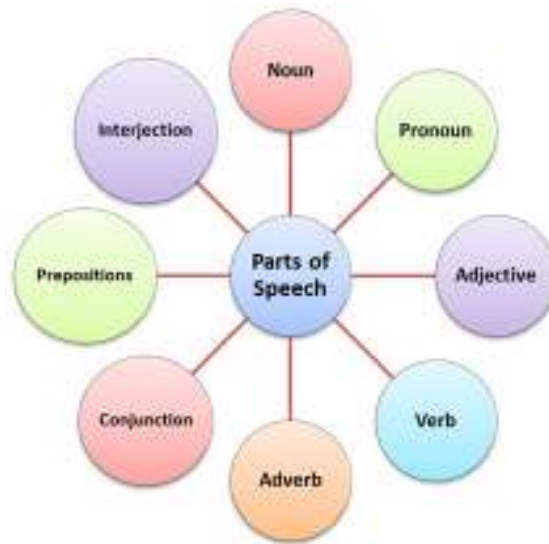 Noun
Interjection
Pronoun
Parts of
Speech
Prepositions
Adjective
Conjunction
Verb
Adverb